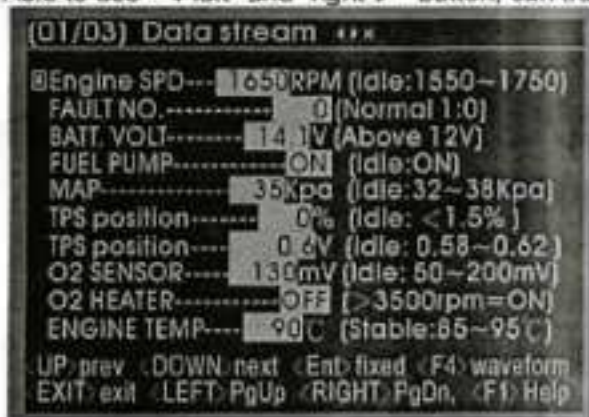 (01/03) Data stream
Engine SPD--- 1650RPM (Idle:1550~1750)
FAULT NO.----------- 0 (Normal 1:0)
BATT. VOLT------- 14.1V (Above 12V)
FUEL PUMP------------ ON (Idle:ON)
MAP--------------- 35Kpa (Idle:32~38Kpa)
TPS position------ 0% (Idle: <1.5% )
TPS position---- 0.6V (Idle: 0.58~0.62)
O2 SENSOR----- 130mV (Idle: 50~200mV)
O2 HEATER----------- OFF (>3500rpm=ON)
ENGINE TEMP---- 90℃ (Stable:85~95℃)
<UP>prev <DOWN>next <Ent>fixed <F4>waveform
EXIT>exit <LEFT>PgUp <RIGHT>PgDn, <F1>Help